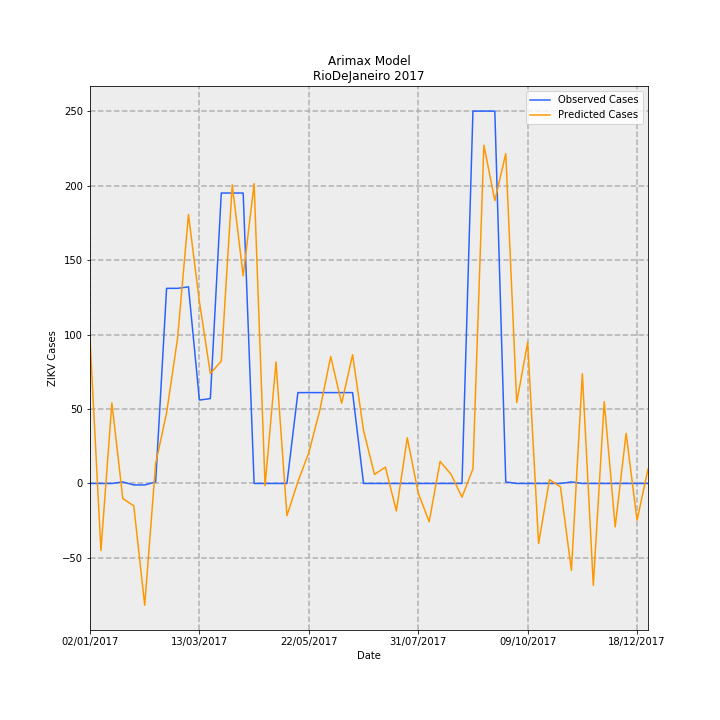 Arimax Model
RioDeJaneiro 2017
Observed Cases
Predicted Cases
250
200
150
100
50
0
−50
ZIKV Cases
02/01/2017 13/03/2017 22/05/2017 31/07/2017 09/10/2017 18/12/2017
Date